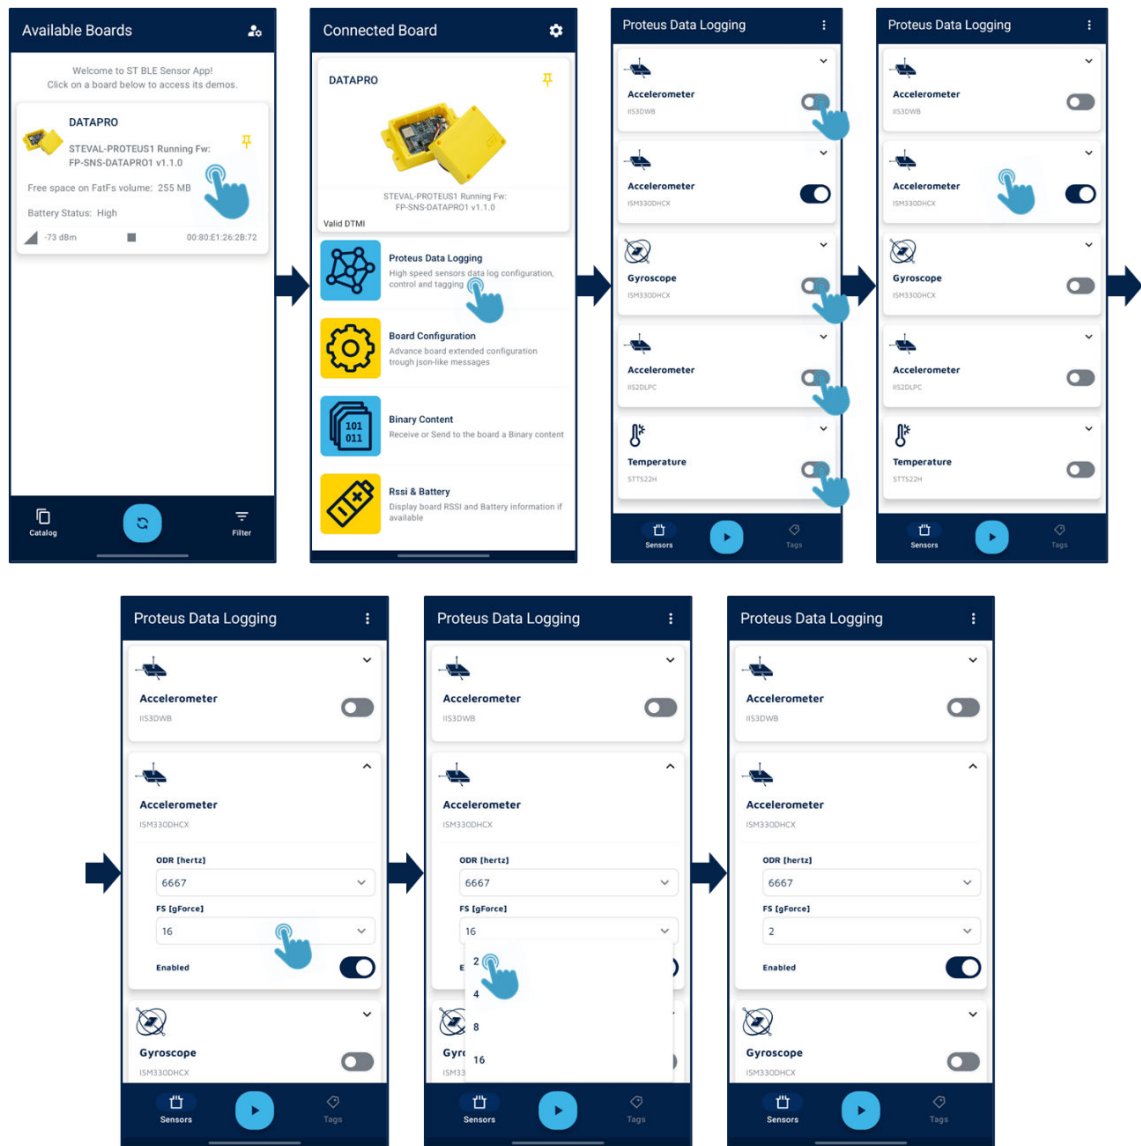 Available Boards
Welcome to ST BLE Sensor App!
Click on a board below to access its demos.
DATAPRO
STEVAL-PROTEUS1 Running Fw:
FP-SNS-DATAPRO1 v1.1.0
Free space on FatFs volume: 255 MB
Battery Status: High
-73 dBm
00:80:E1:26:2B:72
Catalog
Filter
Connected Board
DATAPRO
STEVAL-PROTEUS1 Running Fw:
FP-SNS-DATAPRO1 v1.1.0
Valid DTMI
Proteus Data Logging
High speed sensors data log configuration,
control and tagging
Board Configuration
Advance board extended configuration
trough json-like messages
101
011
Binary Content
Receive or Send to the board a Binary content
Rssi & Battery
Display board RSSI and Battery information if
available
Proteus Data Logging
Accelerometer
IIS3DWB
Accelerometer
ISM330DHCX
Gyroscope
ISM330DHCX
Accelerometer
IIS2DLPC
Temperature
STTS22H
Sensors
Tags
Proteus Data Logging
Accelerometer
IIS3DWB
Accelerometer
ISM330DHCX
Gyroscope
ISM330DHCX
Accelerometer
IIS2DLPC
Temperature
STTS22H
Sensors
Tags
Proteus Data Logging
Accelerometer
IIS3DWB
Accelerometer
ISM330DHCX
ODR [hertz]
6667
FS [gForce]
16
Enabled
Gyroscope
ISM330DHCX
Sensors
Tags
Proteus Data Logging
Accelerometer
IIS3DWB
Accelerometer
ISM330DHCX
ODR [hertz]
6667
FS [gForce]
16
E
2
4
8
Gyr
16
ISM33
Sensors
Tags
Proteus Data Logging
Accelerometer
IIS3DWB
Accelerometer
ISM330DHCX
ODR [hertz]
6667
FS [gForce]
2
Enabled
Gyroscope
ISM330DHCX
Sensors
Tags